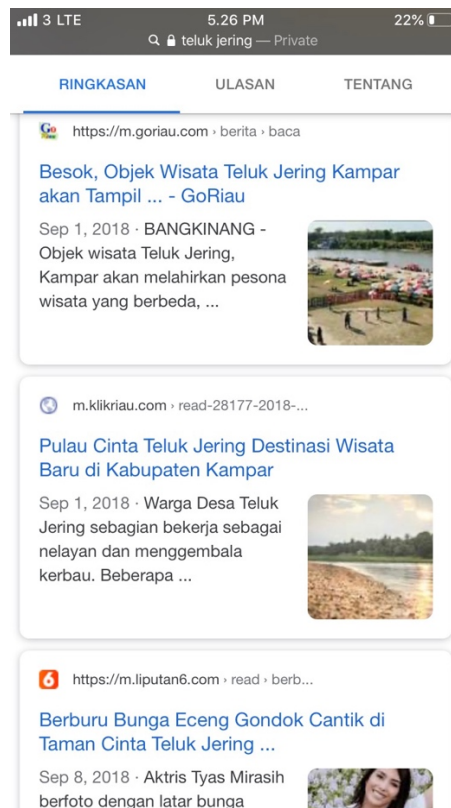 3 LTE 5.26 PM 22%
teluk jering — Private
RINGKASAN ULASAN TENTANG
Go
https://m.goriau.com › berita › baca
Besok, Objek Wisata Teluk Jering Kampar
akan Tampil ... - GoRiau
Sep 1, 2018 · BANGKINANG -
Objek wisata Teluk Jering,
Kampar akan melahirkan pesona
wisata yang berbeda, ...
m.klikriau.com › read-28177-2018-...
Pulau Cinta Teluk Jering Destinasi Wisata
Baru di Kabupaten Kampar
Sep 1, 2018 · Warga Desa Teluk
Jering sebagian bekerja sebagai
nelayan dan menggembala
kerbau. Beberapa ...
6
https://m.liputan6.com › read › berb...
Berburu Bunga Eceng Gondok Cantik di
Taman Cinta Teluk Jering ...
Sep 8, 2018 · Aktris Tyas Mirasih
berfoto dengan latar bunga